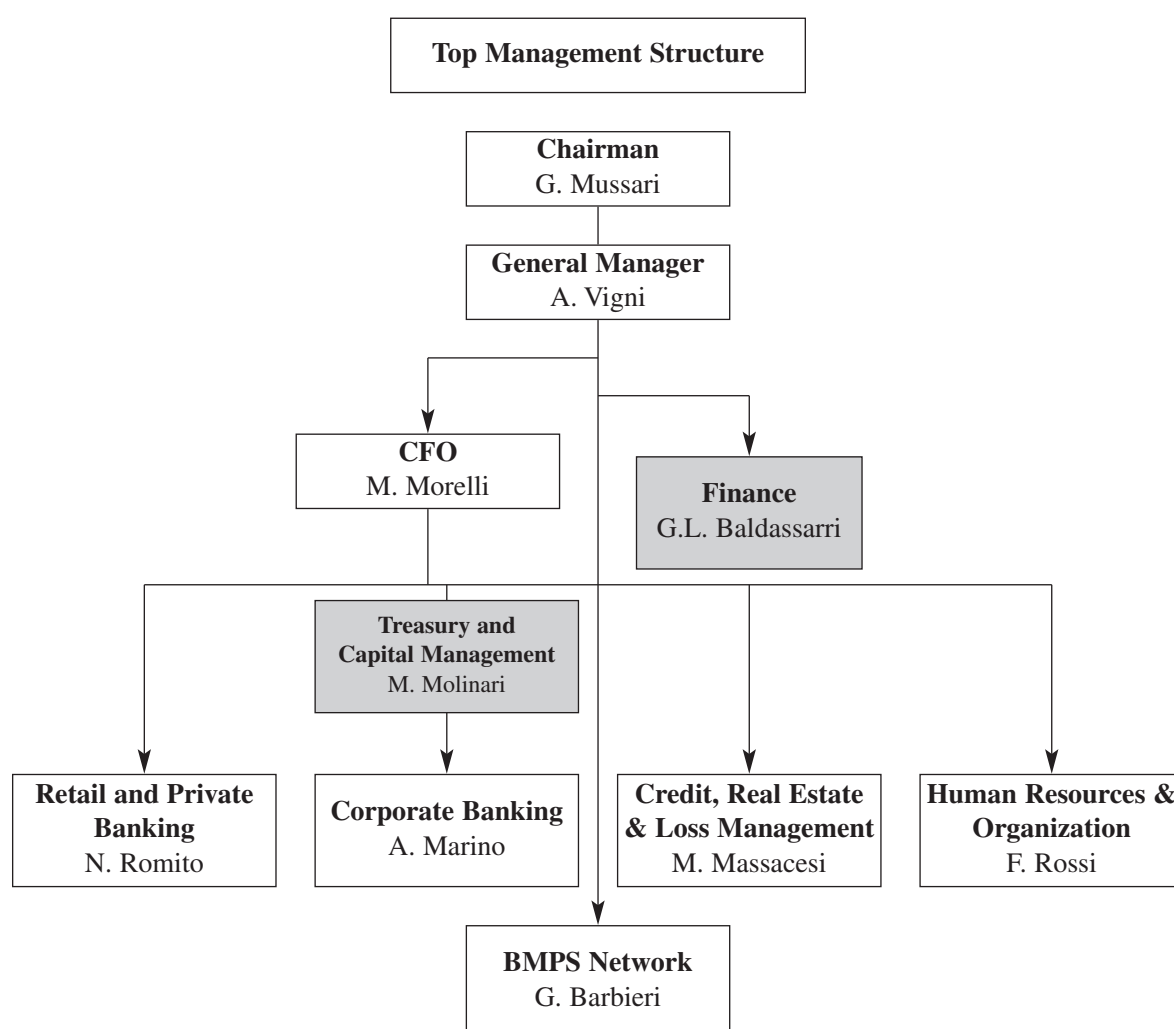 Top Management Structure
Chairman
G. Mussari
General Manager
A. Vigni
CFO
M. Morelli
Finance
G.L. Baldassarri
Treasury and
Capital Management
M. Molinari
Retail and Private
Banking
N. Romito
Corporate Banking
A. Marino
Credit, Real Estate
& Loss Management
M. Massacesi
Human Resources &
Organization
F. Rossi
BMPS Network
G. Barbieri